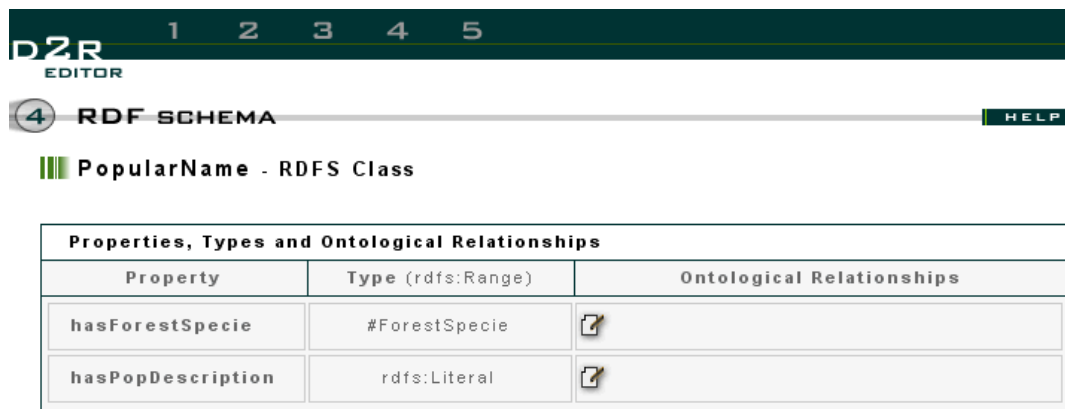 1 2 3 4 5
D2R
EDITOR
4 RDF SCHEMA
HELP
PopularName - RDFS Class
Properties, Types and Ontological Relationships
Property Type (rdfs:Range) Ontological Relationships
hasForestSpecie #ForestSpecie
hasPopDescription rdfs:Literal